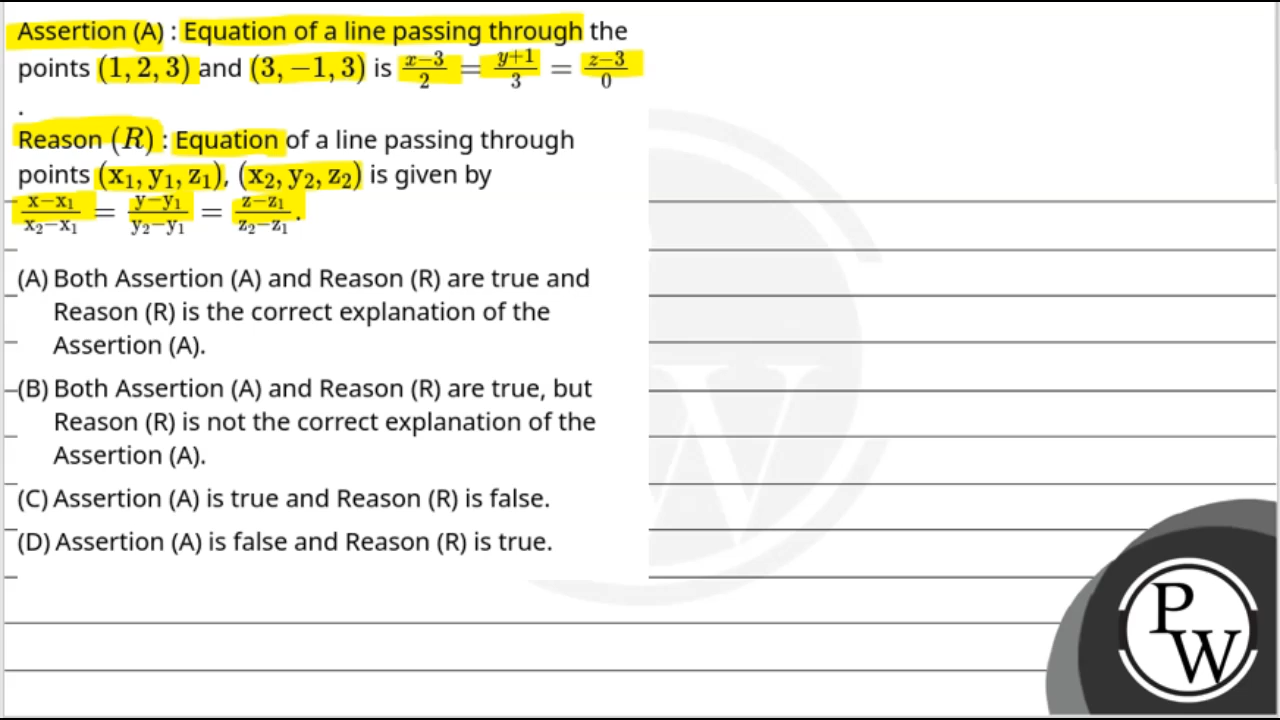 Assertion (A) : Equation of a line passing through the
points (1, 2, 3) and (3, −1, 3) is x−3/2 = y+1/3 = z−3/0
.
Reason (R) : Equation of a line passing through
points (x₁, y₁, z₁), (x₂, y₂, z₂) is given by
x−x₁/x₂−x₁ = y−y₁/y₂−y₁ = z−z₁/z₂−z₁.
(A) Both Assertion (A) and Reason (R) are true and
Reason (R) is the correct explanation of the
Assertion (A).
(B) Both Assertion (A) and Reason (R) are true, but
Reason (R) is not the correct explanation of the
Assertion (A).
(C) Assertion (A) is true and Reason (R) is false.
(D) Assertion (A) is false and Reason (R) is true.
P
W